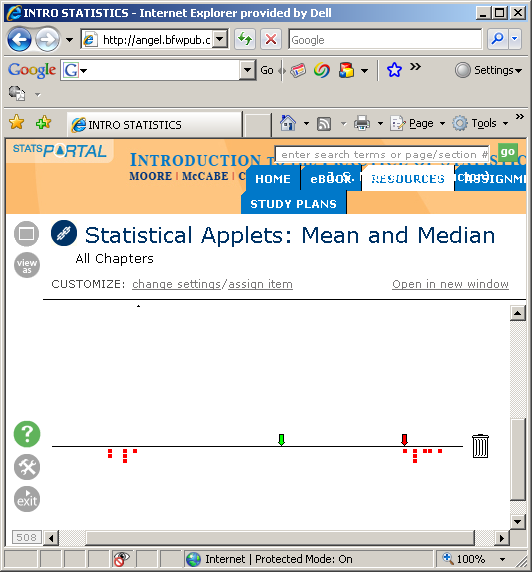 INTRO STATISTICS - Internet Explorer provided by Dell
http://angel.bfwpub.c
Google
Google G Go Settings
INTRO STATISTICS Page Tools
STATSPORTAL INTRODUCTION
enter search terms or page/section # go
MOORE | MCCABE | C
HOME eBOOK RESOURCES ASSIGNME
STUDY PLANS
Statistical Applets: Mean and Median
view as
All Chapters
CUSTOMIZE: change settings/assign item Open in new window
?
exit
508
Internet | Protected Mode: On 100%